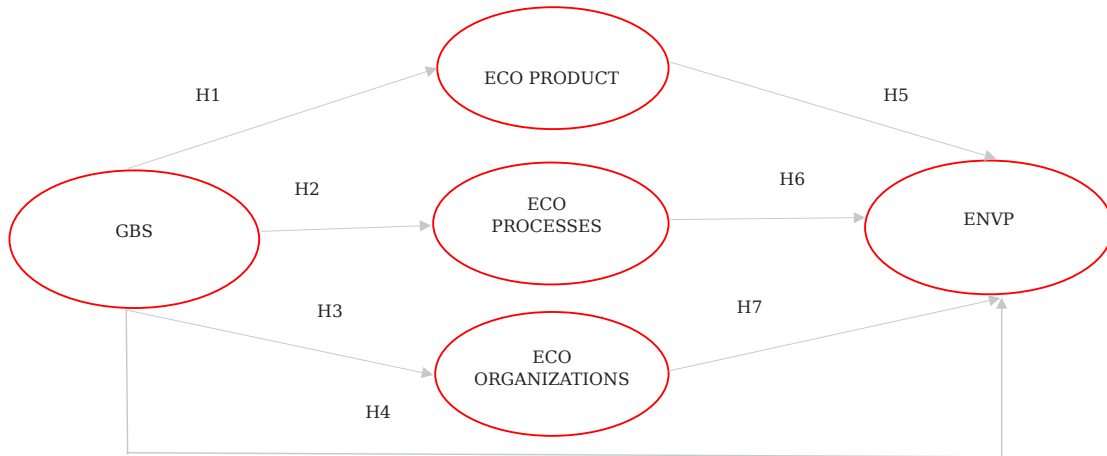 ECO PRODUCT
H1
H5
H2
H6
ECO
PROCESSES
GBS
ENVP
H3
H7
ECO
ORGANIZATIONS
H4